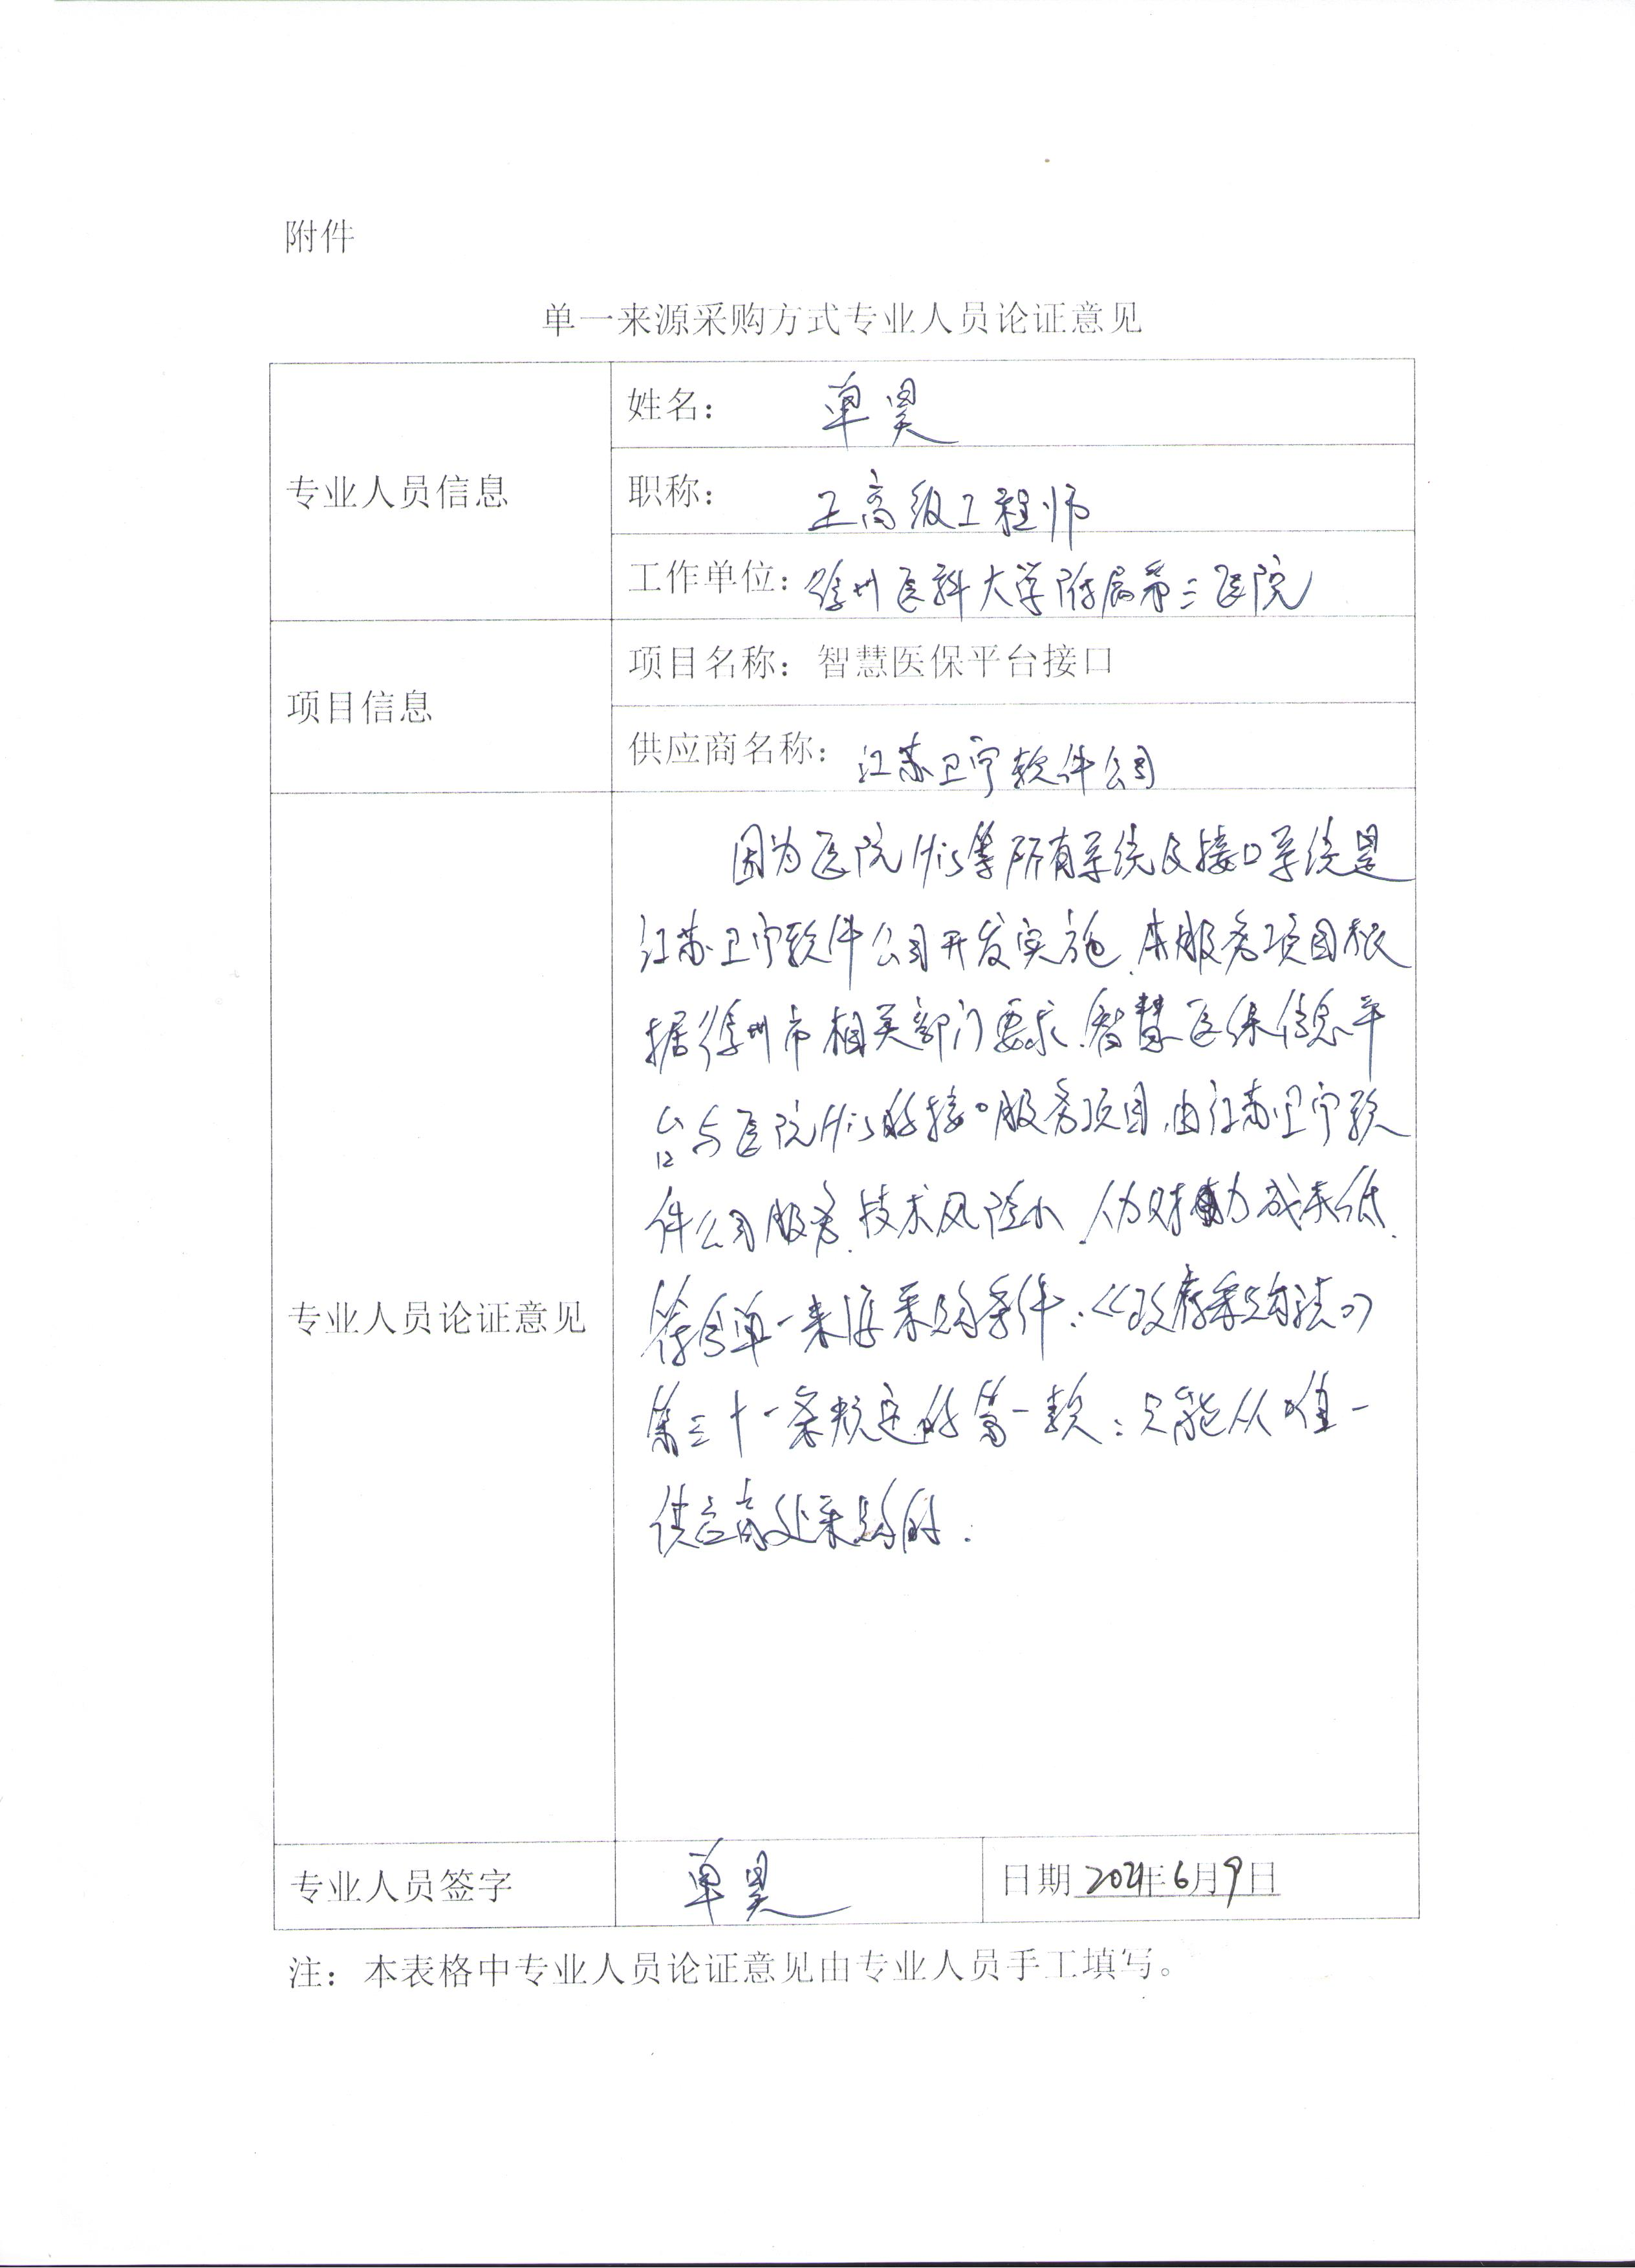 附件
单一来源采购方式专业人员论证意见
专业人员信息
姓名: 单昊
职称: 正高级工程师
工作单位: 徐州医科大学附属第三医院
项目信息
项目名称: 智慧医保平台接口
供应商名称: 江苏卫宁软件公司
专业人员论证意见
因为医院His等所有系统及接口系统是
江苏卫宁软件公司开发实施、本服务项目根
据徐州市相关部门要求、智慧医保信息平
台与医院His的接口服务项目,由江苏卫宁软
件公司服务,技术风险小,人力财力成本低.
符合单一来源采购条件:《政府采购法》
第三十一条规定的第一款:只能从唯一
供应商处采购的.
专业人员签字
单昊
日期 2021年6月9日
注: 本表格中专业人员论证意见由专业人员手工填写。